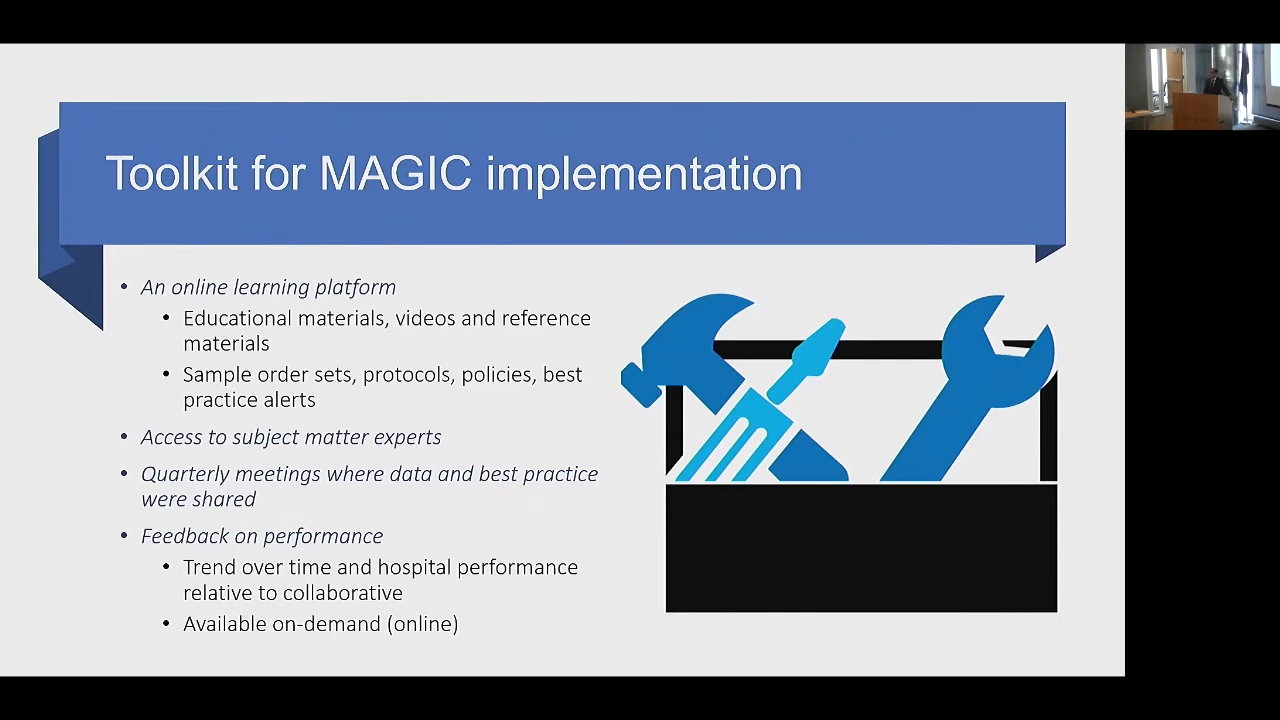 Toolkit for MAGIC implementation
• An online learning platform
• Educational materials, videos and reference
materials
• Sample order sets, protocols, policies, best
practice alerts
• Access to subject matter experts
• Quarterly meetings where data and best practice
were shared
• Feedback on performance
• Trend over time and hospital performance
relative to collaborative
• Available on-demand (online)